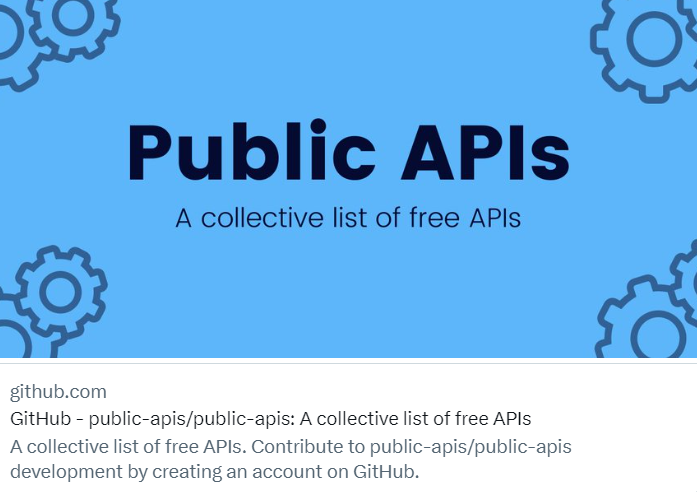 Public APIs
A collective list of free APIs
github.com
GitHub - public-apis/public-apis: A collective list of free APIs
A collective list of free APIs. Contribute to public-apis/public-apis
development by creating an account on GitHub.